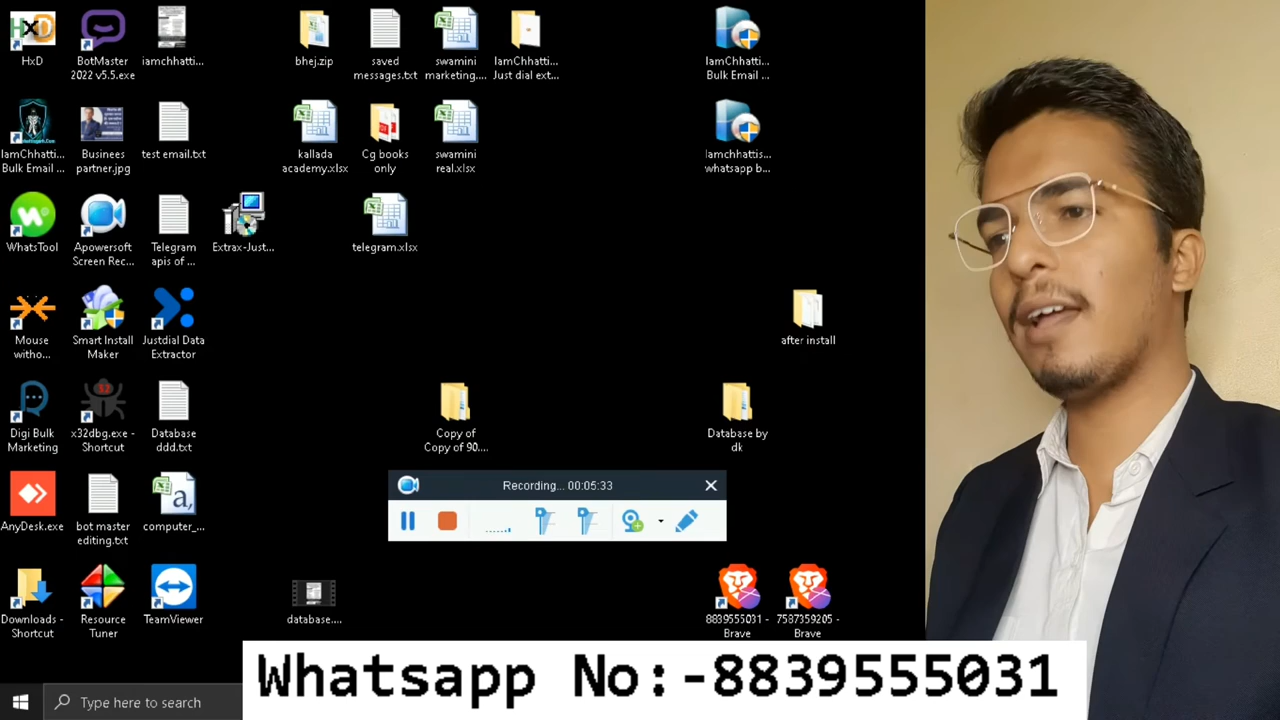 HxD
BotMaster
2022 v5.5.exe
iamchhatti...
bhej.zip
saved
messages.txt
swamini
marketing....
IamChhatti...
Just dial ext...
IamChhatti...
Bulk Email ...
IamChhatti...
Bulk Email ...
Businees
partner.jpg
test email.txt
kallada
academy.xlsx
Cg books
only
swamini
real.xlsx
Iamchhattis...
whatsapp b...
WhatsTool
Apowersoft
Screen Rec...
Telegram
apis of ...
Extrax-Just...
telegram.xlsx
Mouse
witho...
Smart Install
Maker
Justdial Data
Extractor
after install
Digi Bulk
Marketing
32
x32dbg.exe -
Shortcut
Database
ddd.txt
Copy of
Copy of 90....
Database by
dk
Recording... 00:05:33
AnyDesk.exe
bot master
editing.txt
a,
computer_...
Downloads -
Shortcut
Resource
Tuner
TeamViewer
database....
8839555031 -
Brave
7587359205 -
Brave
Whatsapp No:-8839555031
Type here to search